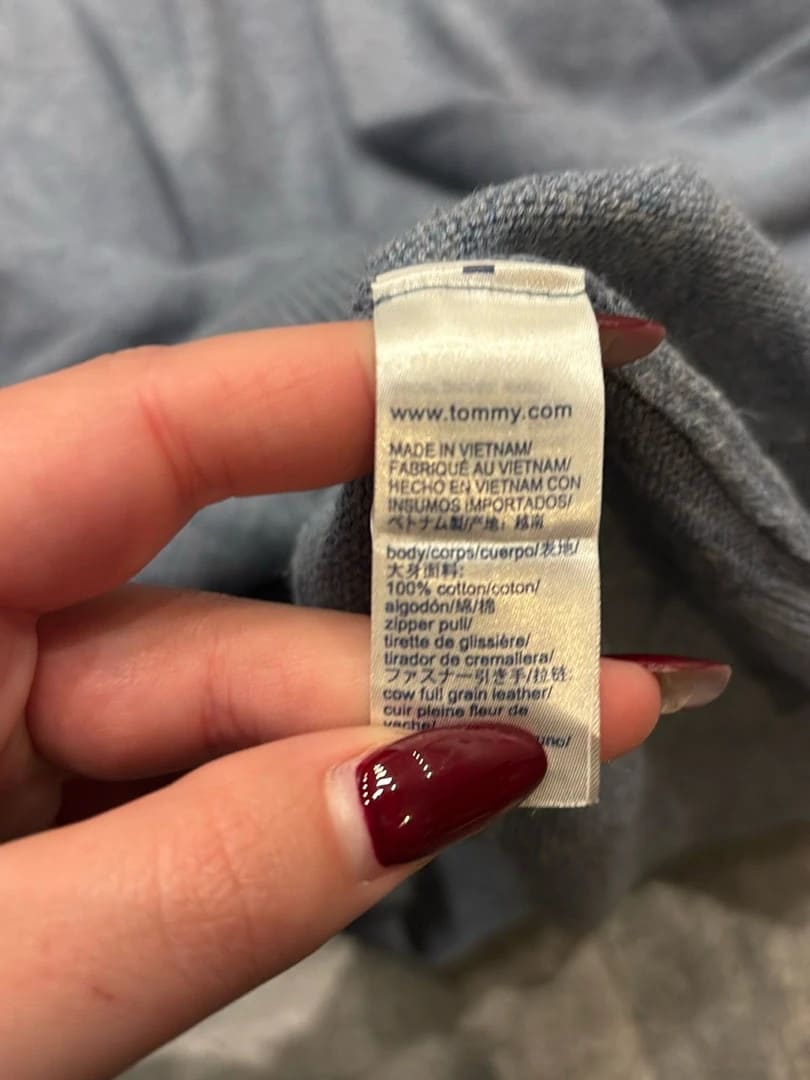 www.tommy.com
MADE IN VIETNAM/
FABRIQUÉ AU VIETNAM/
HECHO EN VIETNAM CON
INSUMOS IMPORTADOS/
ベトナム製/产地: 越南
body/corps/cuerpo/表地/
大身面料:
100% cotton/coton/
algodón/綿/棉
zipper pull/
tirette de glissière/
tirador de cremallera/
ファスナー引き手/拉链:
cow full grain leather/
cuir pleine fleur de
vache/